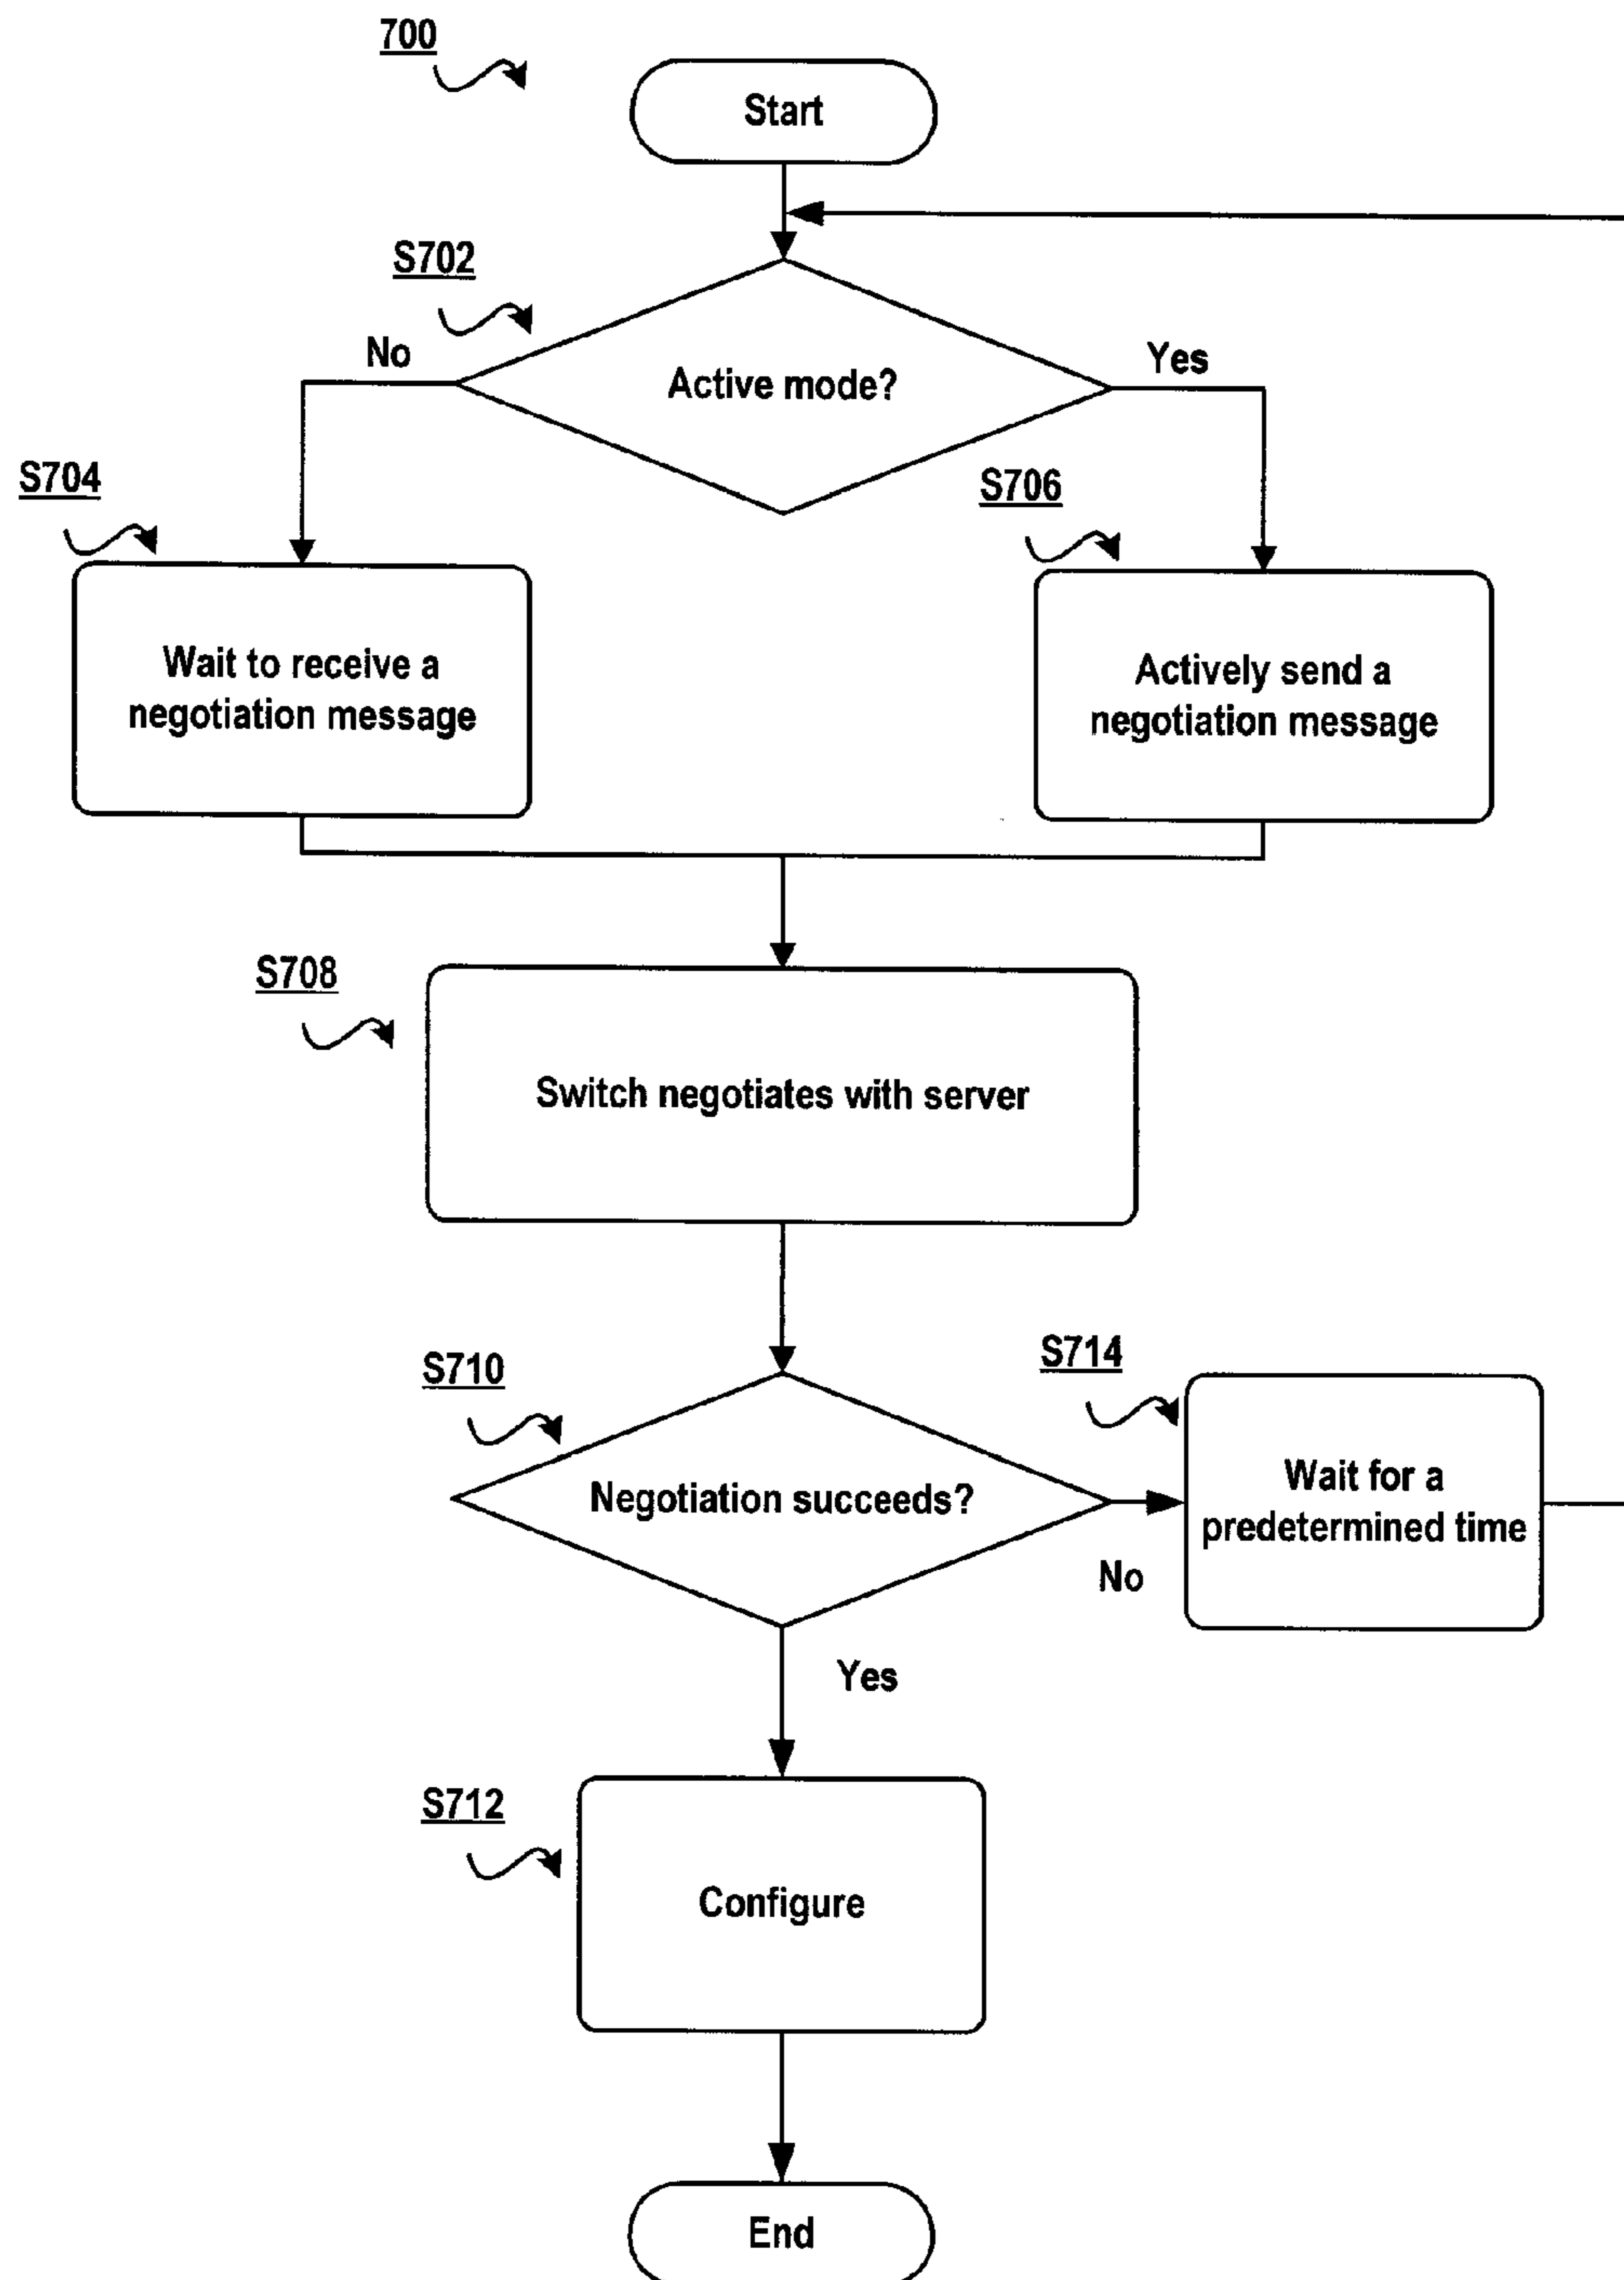 700
Start
S702
No
Yes
Active mode?
S704
S706
Wait to receive a
negotiation message
Actively send a
negotiation message
S708
Switch negotiates with server
S710
S714
Negotiation succeeds?
Wait for a
predetermined time
No
Yes
S712
Configure
End